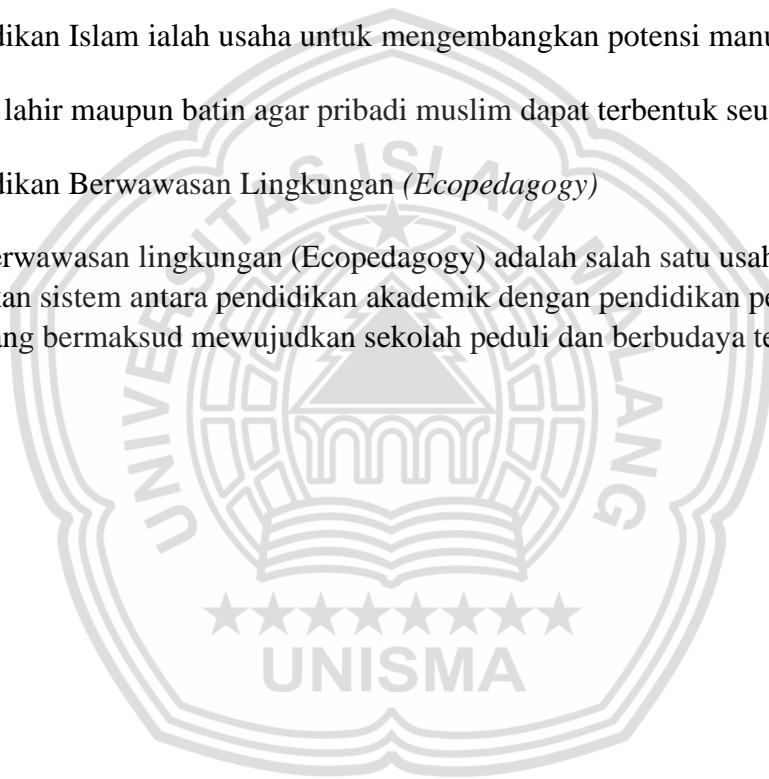 dikan Islam ialah usaha untuk mengembangkan potensi manu
lahir maupun batin agar pribadi muslim dapat terbentuk seu
dikan Berwawasan Lingkungan (Ecopedagogy)
erwawasan lingkungan (Ecopedagogy) adalah salah satu usah
kan sistem antara pendidikan akademik dengan pendidikan pe
ang bermaksud mewujudkan sekolah peduli dan berbudaya te
UNIVERSITAS ISLAM MALANG
UNISMA